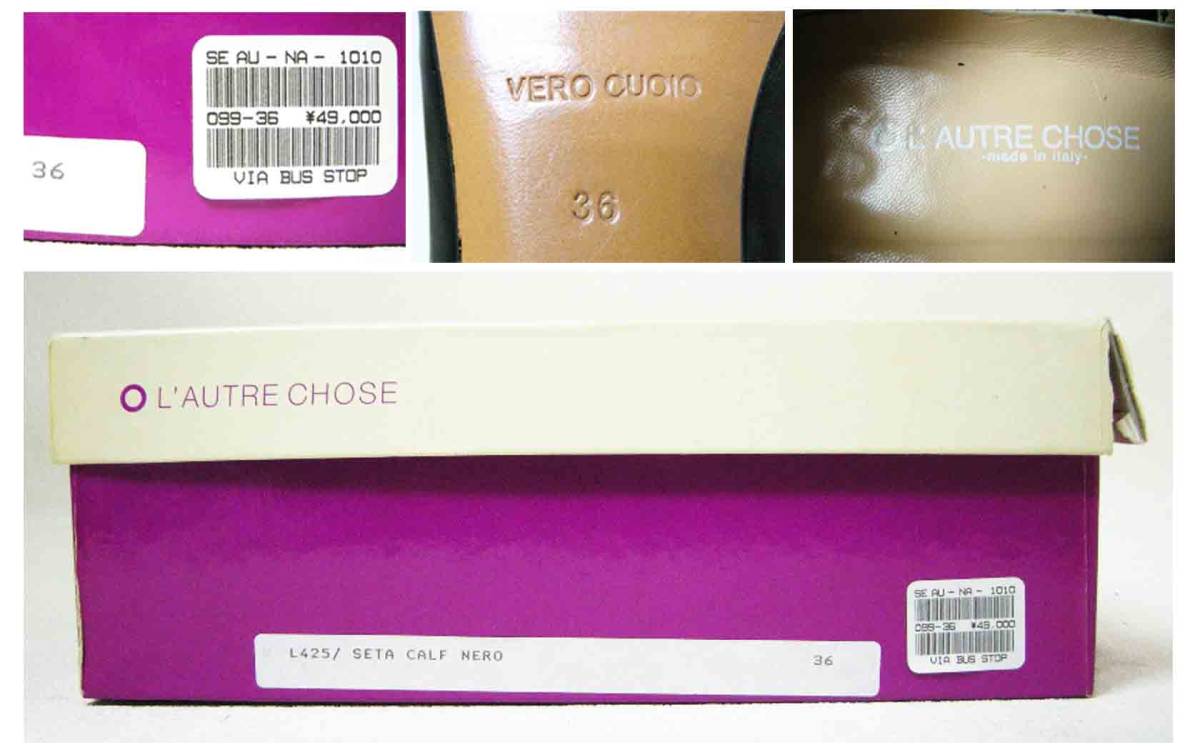 SE AU - NA - 1010
099-36 ¥49,000
VIA BUS STOP
36
VERO CUOIO
36
L'AUTRE CHOSE
-made in italy-
O L'AUTRE CHOSE
SE AU - NA - 1010
099-36 ¥49,000
VIA BUS STOP
L425/ SETA CALF NERO 36